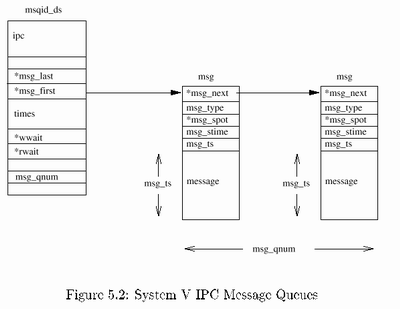 msqid_ds
ipc
*msg_last
*msg_first
times
*wwait
*rwait
msg_qnum
msg
*msg_next
msg_type
*msg_spot
msg_stime
msg_ts
message
msg_ts
msg
*msg_next
msg_type
*msg_spot
msg_stime
msg_ts
message
msg_ts
msg_qnum
Figure 5.2: System V IPC Message Queues